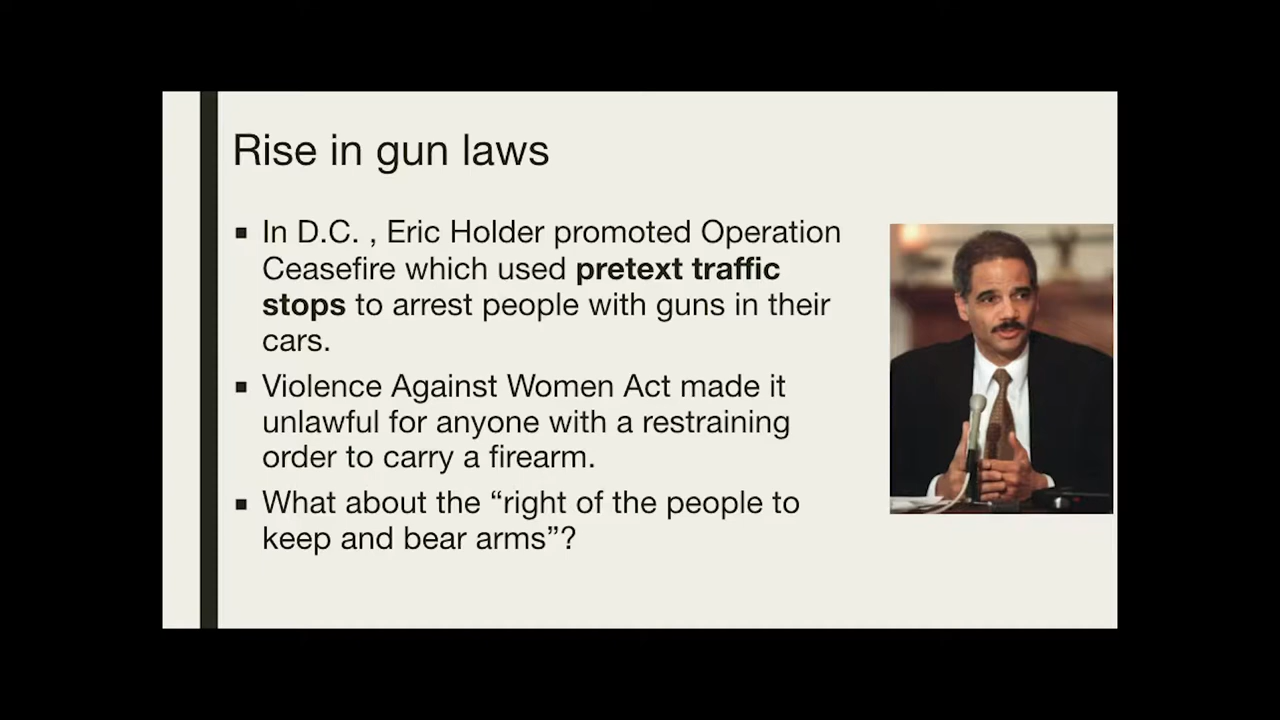 Rise in gun laws
▪ In D.C. , Eric Holder promoted Operation
Ceasefire which used pretext traffic
stops to arrest people with guns in their
cars.
▪ Violence Against Women Act made it
unlawful for anyone with a restraining
order to carry a firearm.
▪ What about the “right of the people to
keep and bear arms”?